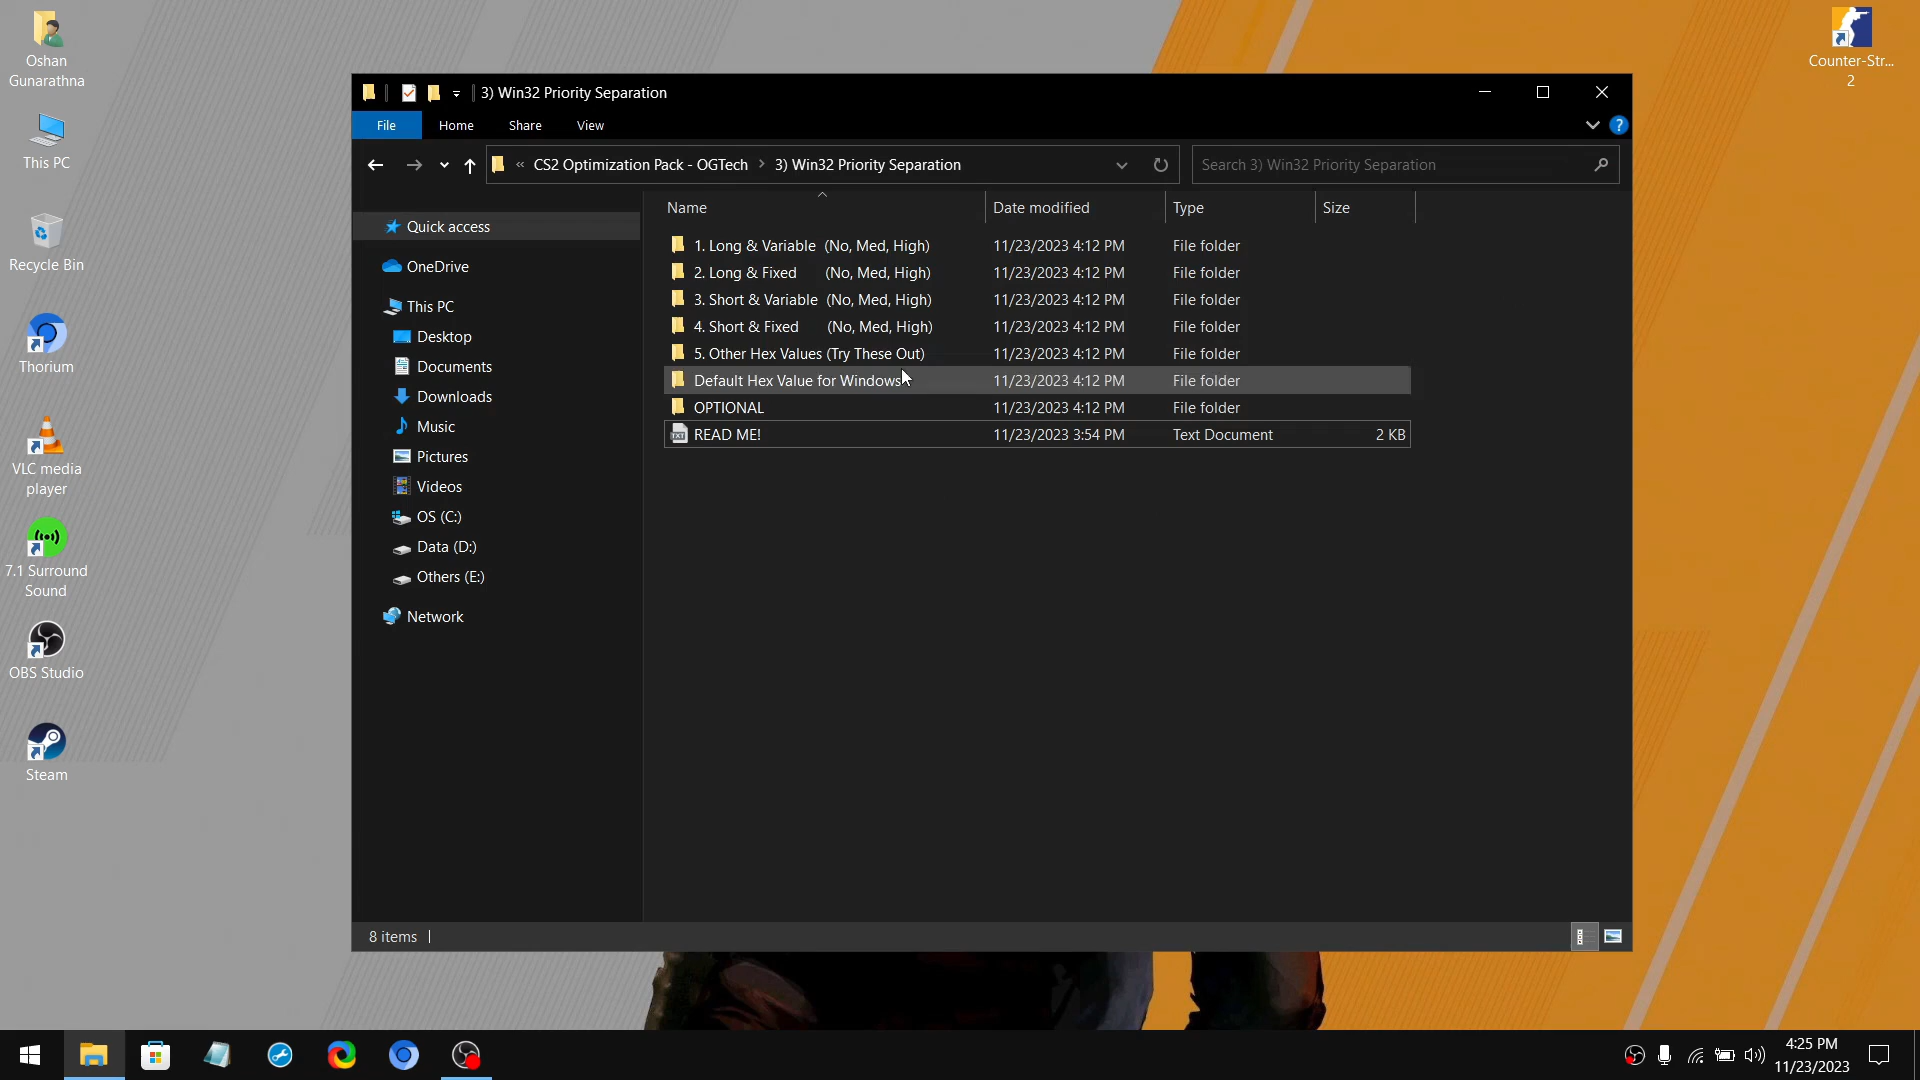 Oshan
Gunarathna
This PC
Recycle Bin
Thorium
VLC media
player
7.1 Surround
Sound
OBS Studio
Steam
Counter-Str...
2
3) Win32 Priority Separation
File Home Share View
« CS2 Optimization Pack - OGTech > 3) Win32 Priority Separation
Search 3) Win32 Priority Separation
Quick access
OneDrive
This PC
Desktop
Documents
Downloads
Music
Pictures
Videos
OS (C:)
Data (D:)
Others (E:)
Network
Name Date modified Type Size
1. Long & Variable (No, Med, High) 11/23/2023 4:12 PM File folder
2. Long & Fixed (No, Med, High) 11/23/2023 4:12 PM File folder
3. Short & Variable (No, Med, High) 11/23/2023 4:12 PM File folder
4. Short & Fixed (No, Med, High) 11/23/2023 4:12 PM File folder
5. Other Hex Values (Try These Out) 11/23/2023 4:12 PM File folder
Default Hex Value for Windows 11/23/2023 4:12 PM File folder
OPTIONAL 11/23/2023 4:12 PM File folder
READ ME! 11/23/2023 3:54 PM Text Document 2 KB
8 items
4:25 PM
11/23/2023